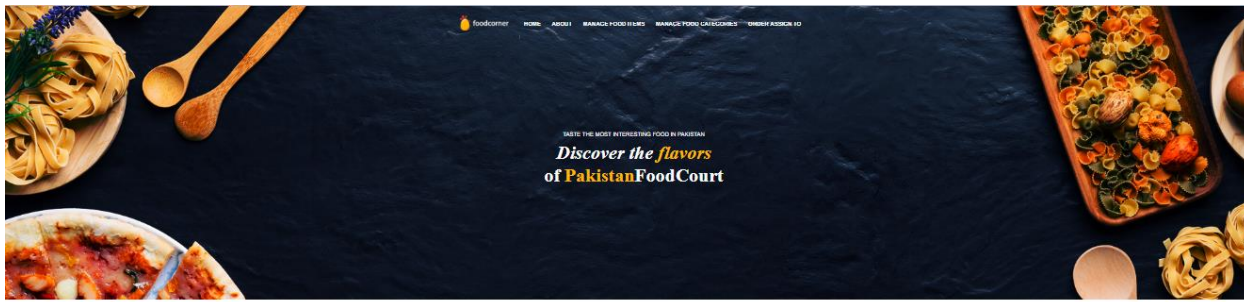 foodcorner HOME ABOUT MANAGE FOOD ITEMS MANAGE FOOD CATEGORIES ORDER ASSIGN TO
TASTE THE MOST INTERESTING FOOD IN PAKISTAN
Discover the flavors
of PakistanFoodCourt